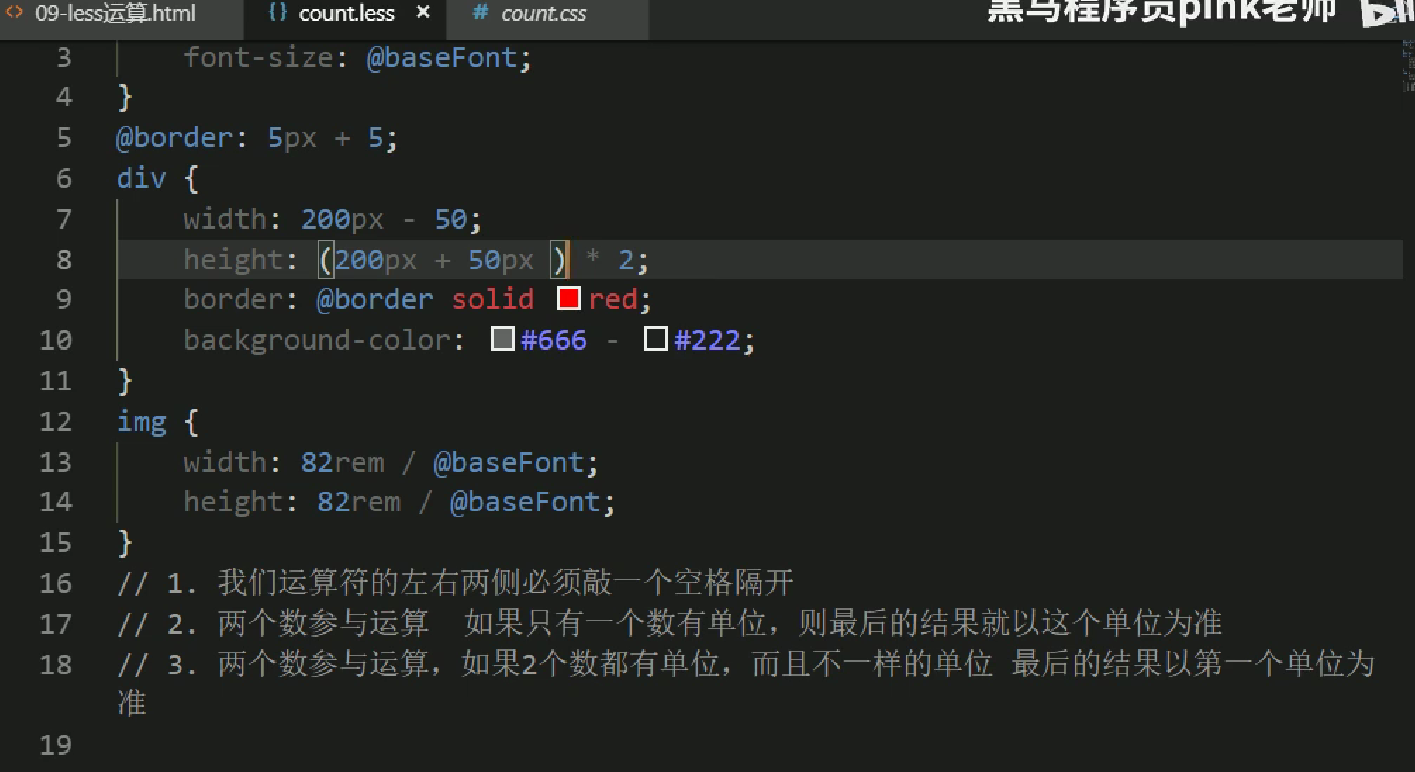 09-less运算.html count.less × count.css
黑马程序员pink老师
3 font-size: @baseFont;
4 }
5 @border: 5px + 5;
6 div {
7 width: 200px - 50;
8 height: (200px + 50px ) * 2;
9 border: @border solid red;
10 background-color: #666 - #222;
11 }
12 img {
13 width: 82rem / @baseFont;
14 height: 82rem / @baseFont;
15 }
16 // 1. 我们运算符的左右两侧必须敲一个空格隔开
17 // 2. 两个数参与运算 如果只有一个数有单位，则最后的结果就以这个单位为准
18 // 3. 两个数参与运算，如果2个数都有单位，而且不一样的单位 最后的结果以第一个单位为
准
19